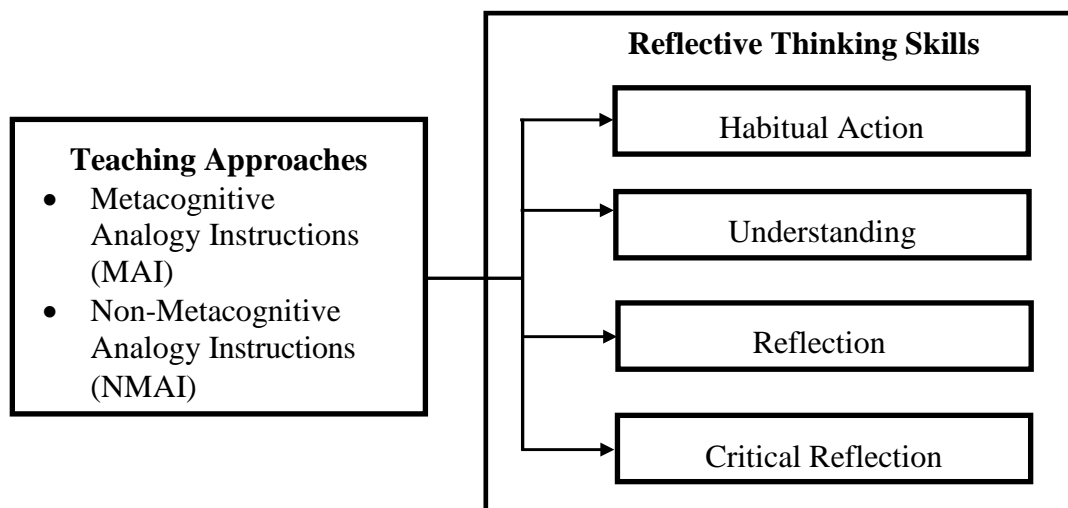 Teaching Approaches
• Metacognitive
Analogy Instructions
(MAI)
• Non-Metacognitive
Analogy Instructions
(NMAI)
Reflective Thinking Skills
Habitual Action
Understanding
Reflection
Critical Reflection